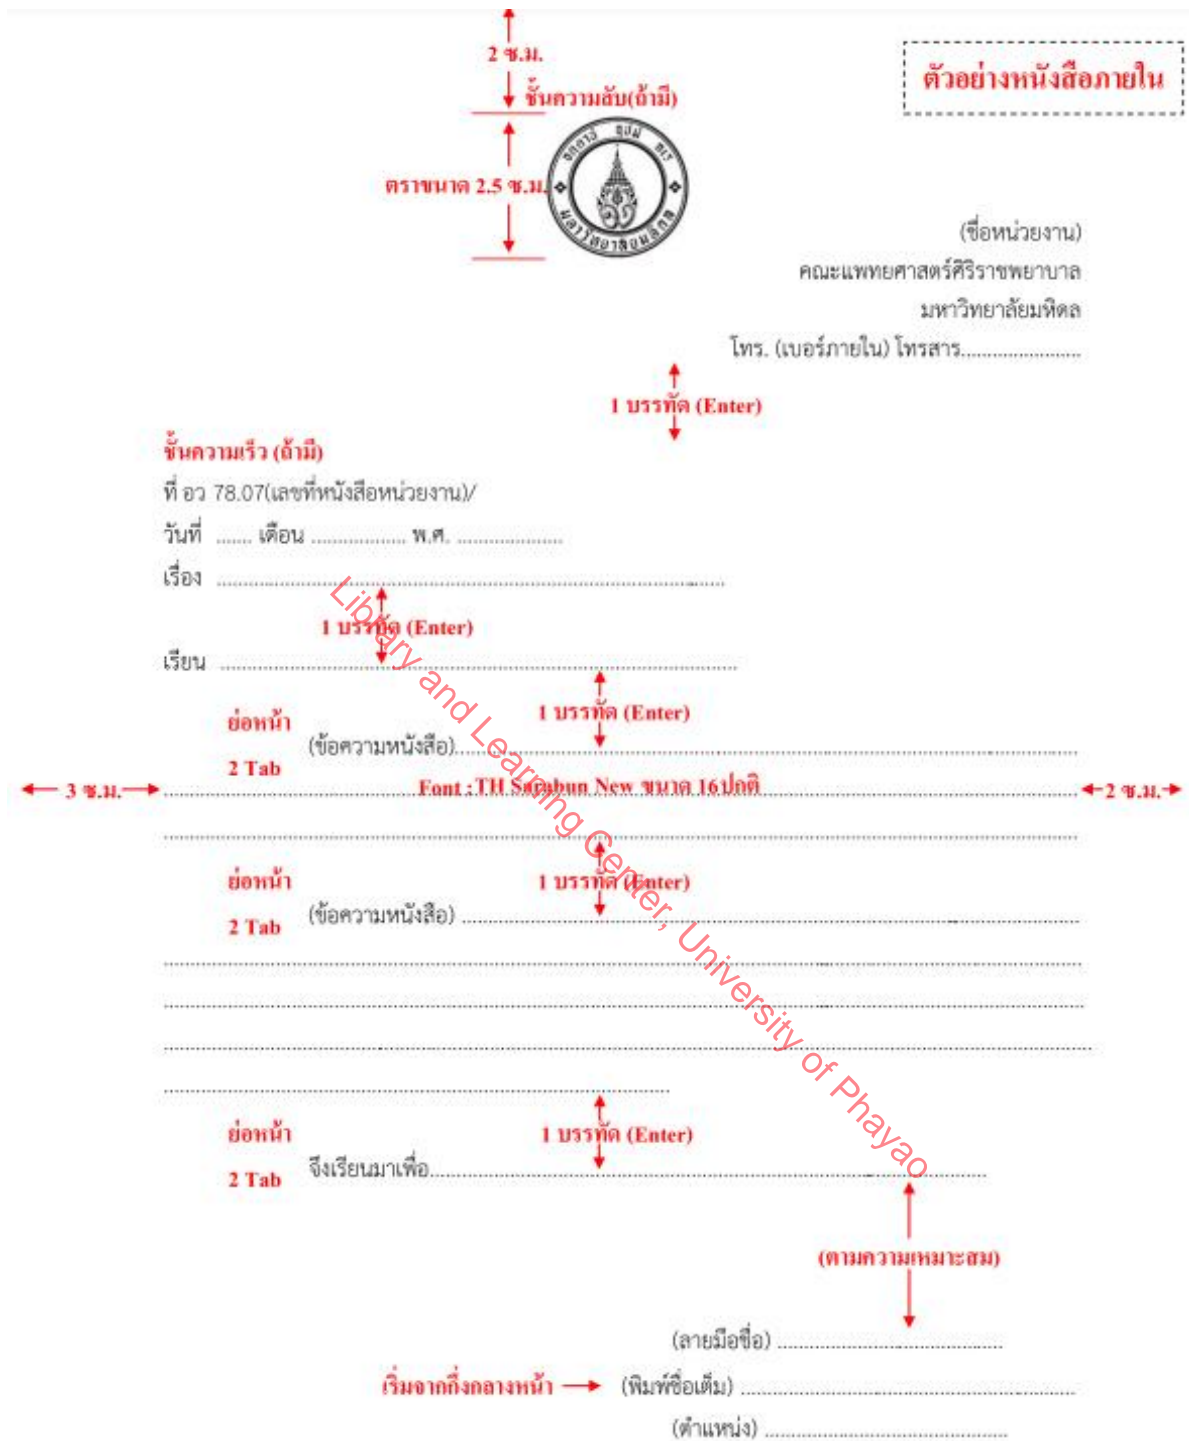 2 ซ.ม.
ตัวอย่างหนังสือภายใน
ชั้นความลับ(ถ้ามี)
ตราขนาด 2.5 ซ.ม.
มหาวิทยาลัยมหิดล
(ชื่อหน่วยงาน)
คณะแพทยศาสตร์ศิริราชพยาบาล
มหาวิทยาลัยมหิดล
โทร. (เบอร์ภายใน) โทรสาร........................
1 บรรทัด (Enter)
ชั้นความเร็ว (ถ้ามี)
ที่ อว 78.07(เลขที่หนังสือหน่วยงาน)/
วันที่ ....... เดือน ................... พ.ศ. .....................
เรื่อง ......................................................
1 บรรทัด (Enter)
เรียน ......................................................
1 บรรทัด (Enter)
ย่อหน้า
2 Tab
(ข้อความหนังสือ)......................................................
3 ซ.ม. Font : TH Sarabun New ขนาด 16ปกติ 2 ซ.ม.
ย่อหน้า
2 Tab
1 บรรทัด (Enter)
(ข้อความหนังสือ) ......................................................
1 บรรทัด (Enter)
ย่อหน้า
2 Tab
จึงเรียนมาเพื่อ......................................................
(ตามความเหมาะสม)
(ลายมือชื่อ) ......................................................
เริ่มจากกึ่งกลางหน้า (พิมพ์ชื่อเต็ม) ......................................................
(ตำแหน่ง) ......................................................
Library and Learning Center, University of Phayao